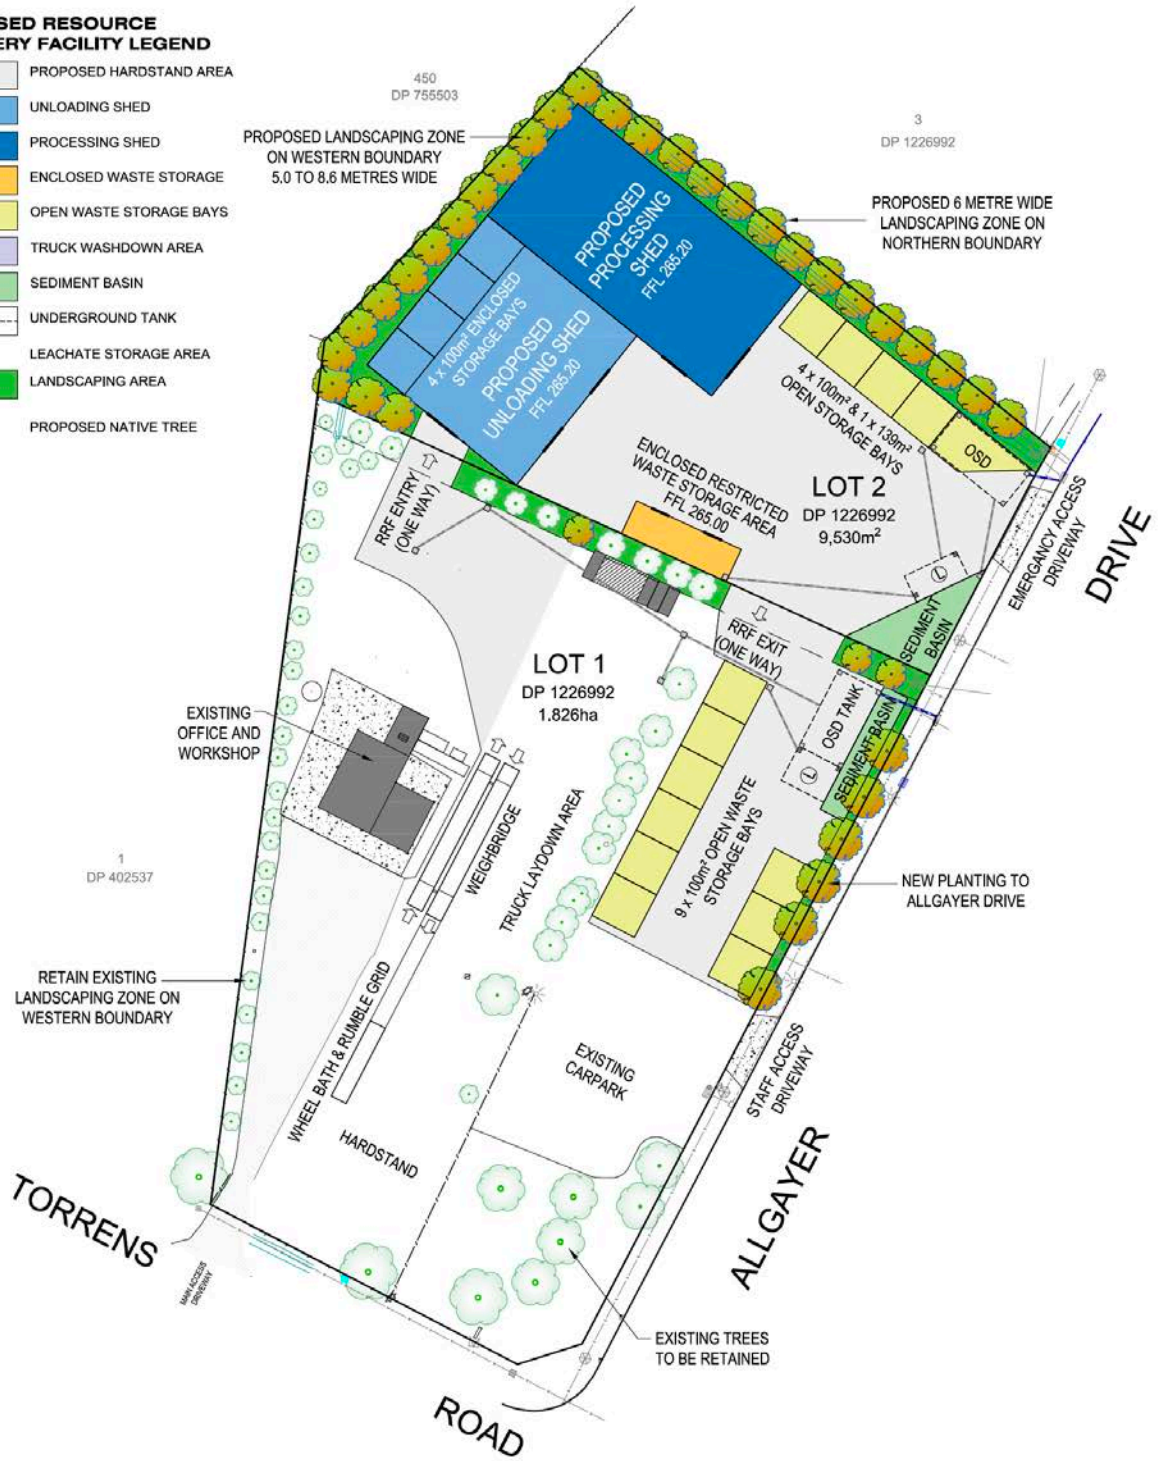 SED RESOURCE
ERY FACILITY LEGEND
PROPOSED HARDSTAND AREA
UNLOADING SHED
PROCESSING SHED
ENCLOSED WASTE STORAGE
OPEN WASTE STORAGE BAYS
TRUCK WASHDOWN AREA
SEDIMENT BASIN
UNDERGROUND TANK
LEACHATE STORAGE AREA
LANDSCAPING AREA
PROPOSED NATIVE TREE
450
DP 755503
3
DP 1226992
PROPOSED LANDSCAPING ZONE
ON WESTERN BOUNDARY
5.0 TO 8.6 METRES WIDE
PROPOSED 6 METRE WIDE
LANDSCAPING ZONE ON
NORTHERN BOUNDARY
PROPOSED
PROCESSING
SHED
FFL 265.20
4 x 100m² ENCLOSED
STORAGE BAYS
PROPOSED
UNLOADING SHED
FFL 265.20
4 x 100m² & 1 x 139m²
OPEN STORAGE BAYS
OSD
ENCLOSED RESTRICTED
WASTE STORAGE AREA
FFL 265.00
LOT 2
DP 1226992
9,530m²
RRF ENTRY
(ONE WAY)
EMERGANCY ACCESS
DRIVEWAY
DRIVE
L
SEDIMENT
BASIN
RRF EXIT
(ONE WAY)
LOT 1
DP 1226992
1.826ha
OSD TANK
L
SEDIMENT BASIN
EXISTING
OFFICE AND
WORKSHOP
WEIGHBRIDGE
TRUCK LAYDOWN AREA
9 x 100m² OPEN WASTE
STORAGE BAYS
1
DP 402537
NEW PLANTING TO
ALLGAYER DRIVE
RETAIN EXISTING
LANDSCAPING ZONE ON
WESTERN BOUNDARY
WHEEL BATH & RUMBLE GRID
EXISTING
CARPARK
STAFF ACCESS
DRIVEWAY
HARDSTAND
TORRENS
ALLGAYER
MAIN ACCESS
DRIVEWAY
EXISTING TREES
TO BE RETAINED
ROAD